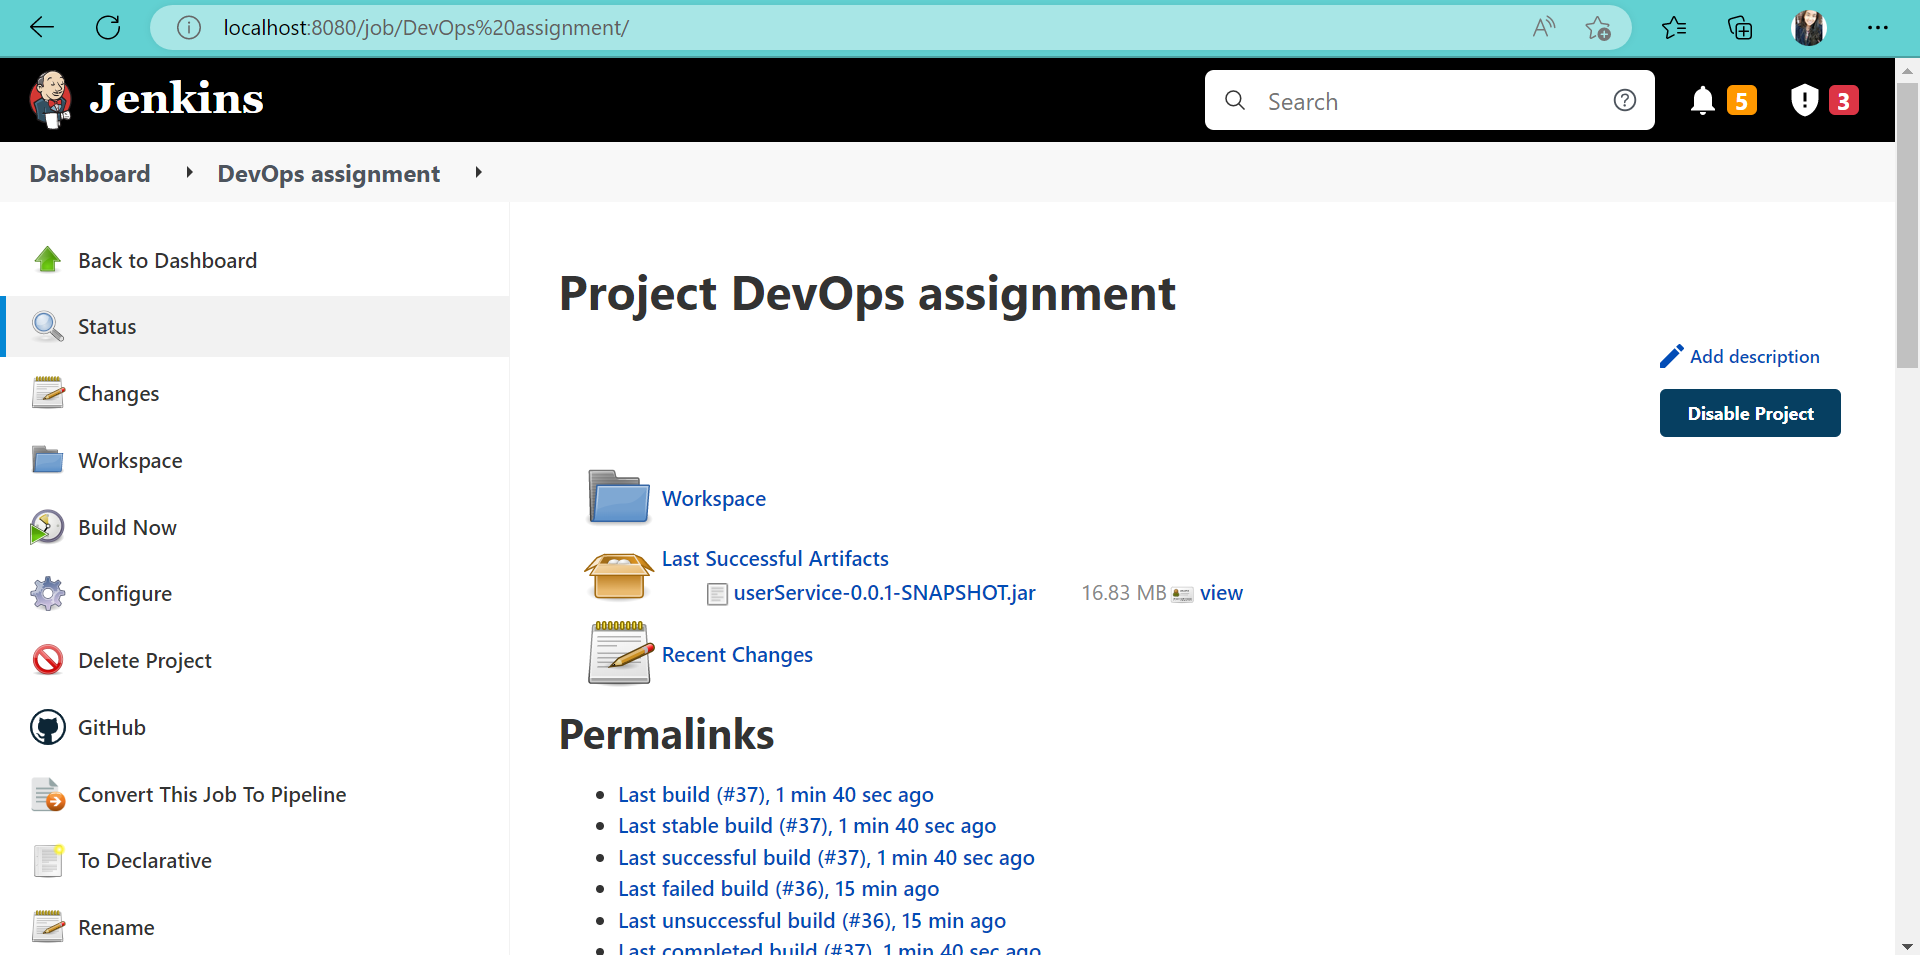 localhost:8080/job/DevOps%20assignment/
Jenkins
Search
5
3
Dashboard
DevOps assignment
Back to Dashboard
Status
Changes
Workspace
Build Now
Configure
Delete Project
GitHub
Convert This Job To Pipeline
To Declarative
Rename
Project DevOps assignment
Add description
Disable Project
Workspace
Last Successful Artifacts
userService-0.0.1-SNAPSHOT.jar 16.83 MB view
Recent Changes
Permalinks
Last build (#37), 1 min 40 sec ago
Last stable build (#37), 1 min 40 sec ago
Last successful build (#37), 1 min 40 sec ago
Last failed build (#36), 15 min ago
Last unsuccessful build (#36), 15 min ago
Last completed build (#37), 1 min 40 sec ago